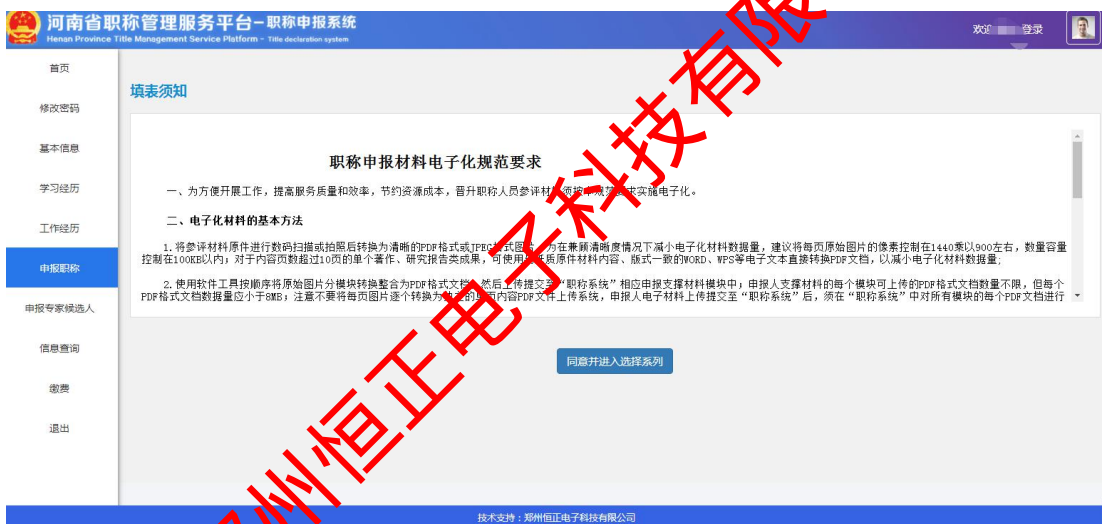 河南省职称管理服务平台-职称申报系统
Henan Province Title Management Service Platform - Title declaration system
欢迎 登录
首页
修改密码
基本信息
学习经历
工作经历
申报职称
申报专家候选人
信息查询
缴费
退出
填表须知
职称申报材料电子化规范要求
一、为方便开展工作，提高服务质量和效率，节约资源成本，晋升职称人员参评材料须按本规范要求实施电子化。
二、电子化材料的基本方法
1.将参评材料原件进行数码扫描或拍照后转换为清晰的PDF格式或JPEG格式图片。为在兼顾清晰度情况下减小电子化材料数据量，建议将每页原始图片的像素控制在1440乘以900左右，数量容量
控制在100KB以内；对于内容页数超过10页的单个著作、研究报告类成果，可使用与纸质原件材料内容、版式一致的WORD、WPS等电子文本直接转换PDF文档，以减小电子化材料数据量；
2.使用软件工具按顺序将原始图片分模块转换整合为PDF格式文档，然后上传提交至“职称系统”相应申报支撑材料模块中；申报人支撑材料的每个模块可上传的PDF格式文档数量不限，但每个
PDF格式文档数据量应小于8MB；注意不要将每页图片逐个转换为独立的单页内容PDF文件上传系统，申报人电子材料上传提交至“职称系统”后，须在“职称系统”中对所有模块的每个PDF文档进行
同意并进入选择系列
技术支持：郑州恒正电子科技有限公司
郑州恒正电子科技有限